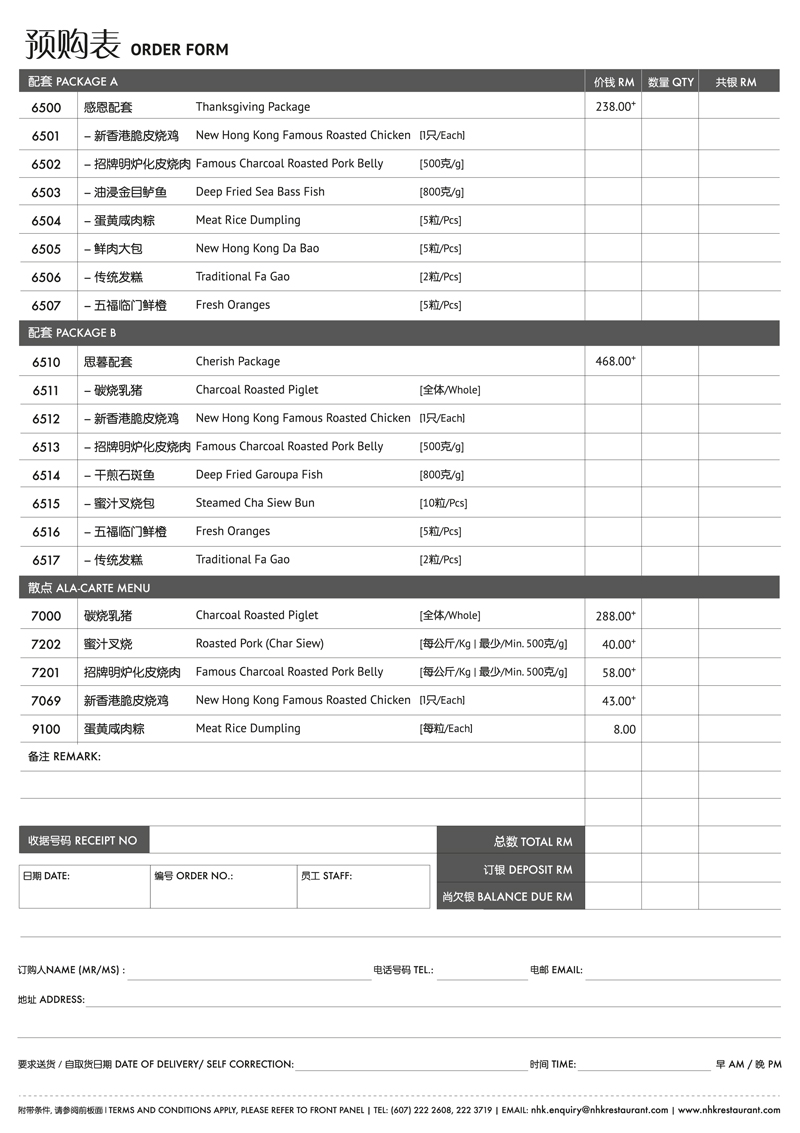 预购表 ORDER FORM
配套 PACKAGE A 价钱 RM 数量 QTY 共银 RM
6500 感恩配套 Thanksgiving Package 238.00+
6501 – 新香港脆皮烧鸡 New Hong Kong Famous Roasted Chicken [1只/Each]
6502 – 招牌明炉化皮烧肉 Famous Charcoal Roasted Pork Belly [500克/g]
6503 – 油浸金目鲈鱼 Deep Fried Sea Bass Fish [800克/g]
6504 – 蛋黄咸肉粽 Meat Rice Dumpling [5粒/Pcs]
6505 – 鲜肉大包 New Hong Kong Da Bao [5粒/Pcs]
6506 – 传统发糕 Traditional Fa Gao [2粒/Pcs]
6507 – 五福临门鲜橙 Fresh Oranges [5粒/Pcs]
配套 PACKAGE B
6510 思暮配套 Cherish Package 468.00+
6511 – 碳烧乳猪 Charcoal Roasted Piglet [全体/Whole]
6512 – 新香港脆皮烧鸡 New Hong Kong Famous Roasted Chicken [1只/Each]
6513 – 招牌明炉化皮烧肉 Famous Charcoal Roasted Pork Belly [500克/g]
6514 – 干煎石斑鱼 Deep Fried Garoupa Fish [800克/g]
6515 – 蜜汁叉烧包 Steamed Cha Siew Bun [10粒/Pcs]
6516 – 五福临门鲜橙 Fresh Oranges [5粒/Pcs]
6517 – 传统发糕 Traditional Fa Gao [2粒/Pcs]
散点 ALA-CARTE MENU
7000 碳烧乳猪 Charcoal Roasted Piglet [全体/Whole] 288.00+
7202 蜜汁叉烧 Roasted Pork (Char Siew) [每公斤/Kg | 最少/Min. 500克/g] 40.00+
7201 招牌明炉化皮烧肉 Famous Charcoal Roasted Pork Belly [每公斤/Kg | 最少/Min. 500克/g] 58.00+
7069 新香港脆皮烧鸡 New Hong Kong Famous Roasted Chicken [1只/Each] 43.00+
9100 蛋黄咸肉粽 Meat Rice Dumpling [每粒/Each] 8.00
备注 REMARK:
收据号码 RECEIPT NO 总数 TOTAL RM
订银 DEPOSIT RM
日期 DATE: 编号 ORDER NO.: 员工 STAFF:
尚欠银 BALANCE DUE RM
订购人NAME (MR/MS) : 电话号码 TEL.: 电邮 EMAIL:
地址 ADDRESS:
要求送货 / 自取货日期 DATE OF DELIVERY/ SELF CORRECTION: 时间 TIME: 早 AM / 晚 PM
附带条件, 请参阅前板面 | TERMS AND CONDITIONS APPLY, PLEASE REFER TO FRONT PANEL | TEL: (607) 222 2608, 222 3719 | EMAIL: nhk.enquiry@nhkrestaurant.com | www.nhkrestaurant.com